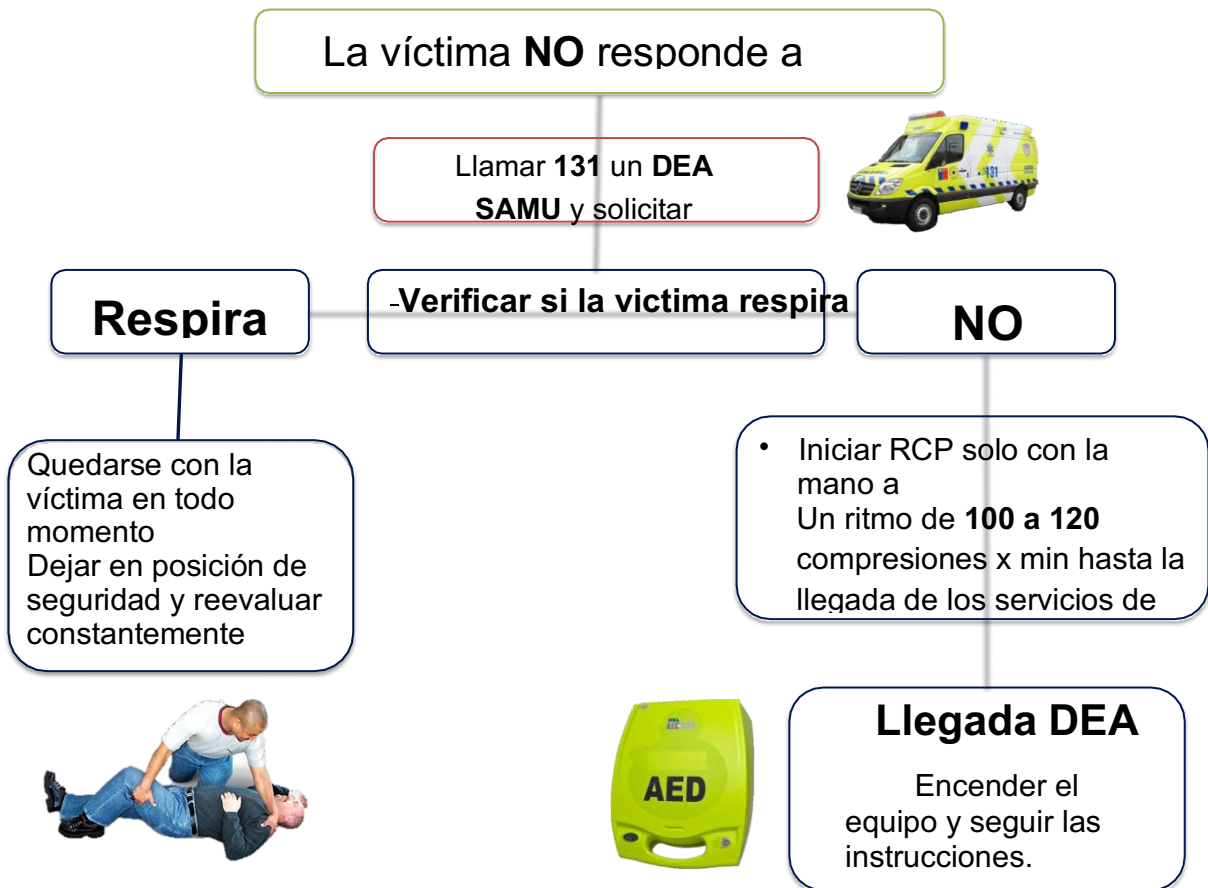 La víctima NO responde a
Llamar 131 un DEA
SAMU y solicitar
131
Respira
-Verificar si la victima respira
NO
Quedarse con la
víctima en todo
momento
Dejar en posición de
seguridad y reevaluar
constantemente
• Iniciar RCP solo con la
mano a
Un ritmo de 100 a 120
compresiones x min hasta la
llegada de los servicios de
AED
Llegada DEA
Encender el
equipo y seguir las
instrucciones.